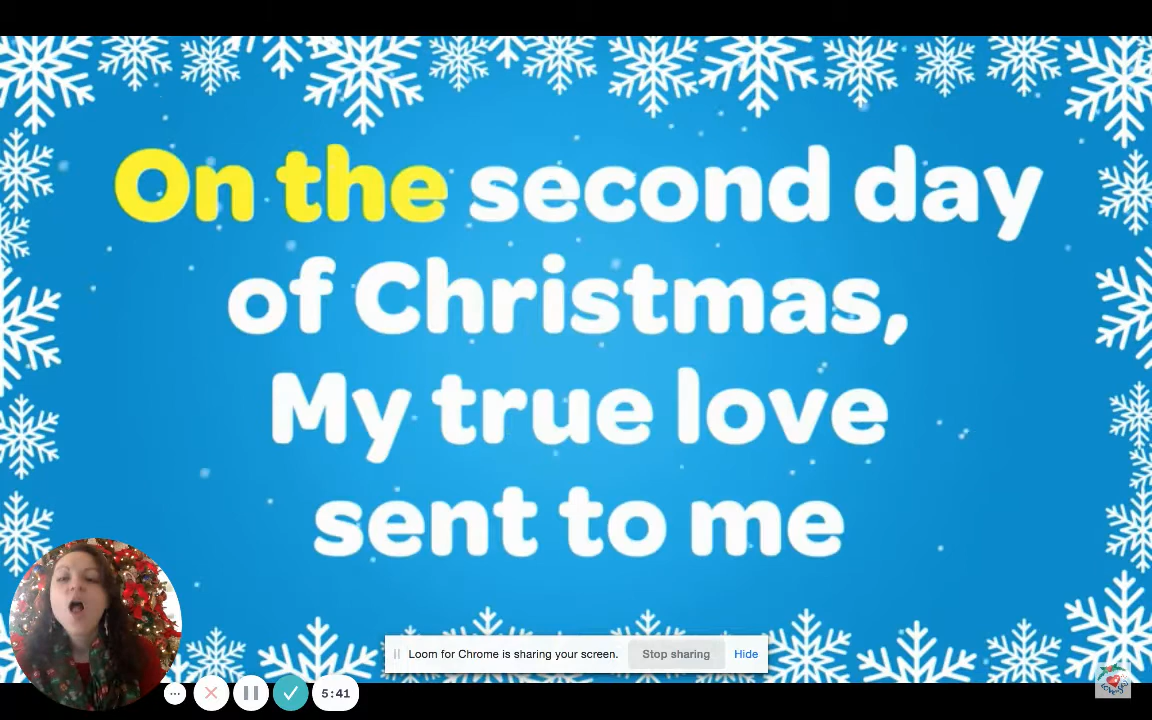 On the second day
of Christmas,
My true love
sent to me
Loom for Chrome is sharing your screen. Stop sharing Hide
5:41